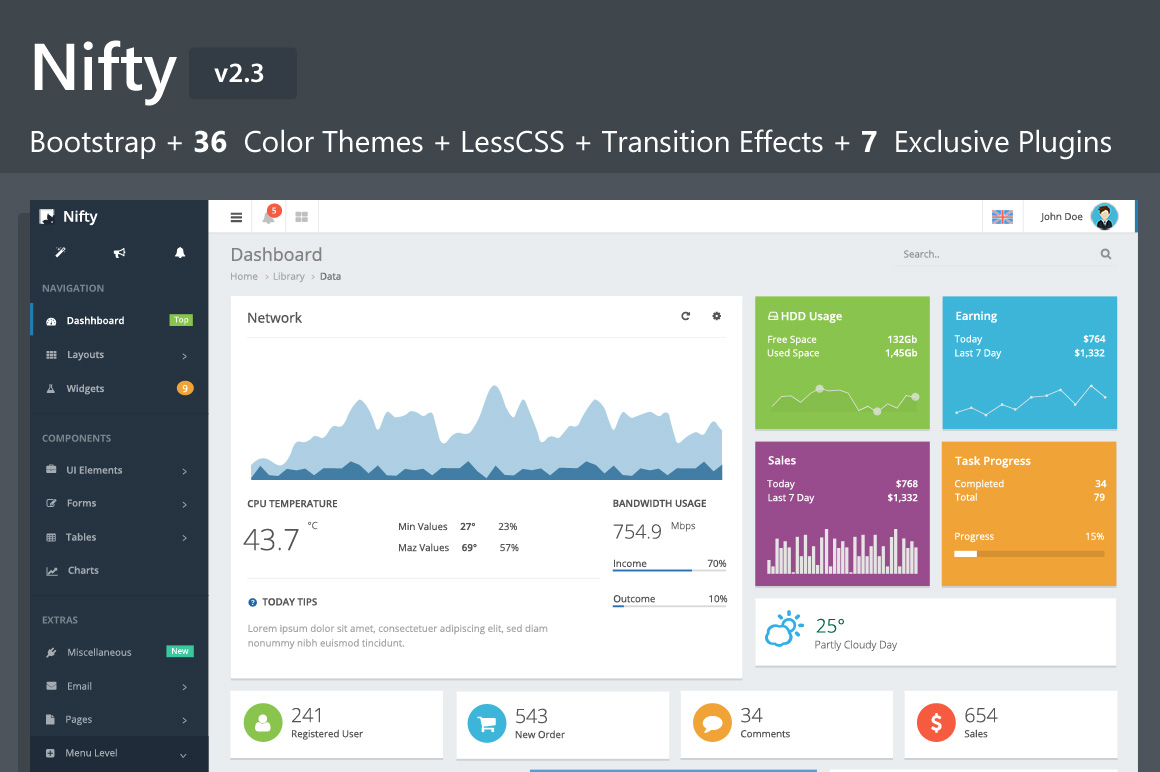 Nifty v2.3
Bootstrap + 36 Color Themes + LessCSS + Transition Effects + 7 Exclusive Plugins
Nifty
5
John Doe
NAVIGATION
Dashhboard Top
Layouts
Widgets 9
COMPONENTS
UI Elements
Forms
Tables
Charts
EXTRAS
Miscellaneous New
Email
Pages
Menu Level
Dashboard
Search..
Home > Library > Data
Network
CPU TEMPERATURE
43.7 °C
Min Values 27° 23%
Maz Values 69° 57%
BANDWIDTH USAGE
754.9 Mbps
Income 70%
Outcome 10%
TODAY TIPS
Lorem ipsum dolor sit amet, consectetuer adipiscing elit, sed diam
nonummy nibh euismod tincidunt.
HDD Usage
Free Space 132Gb
Used Space 1,45Gb
Earning
Today $764
Last 7 Day $1,332
Sales
Today $768
Last 7 Day $1,332
Task Progress
Completed 34
Total 79
Progress 15%
25°
Partly Cloudy Day
241
Registered User
543
New Order
34
Comments
$ 654
Sales